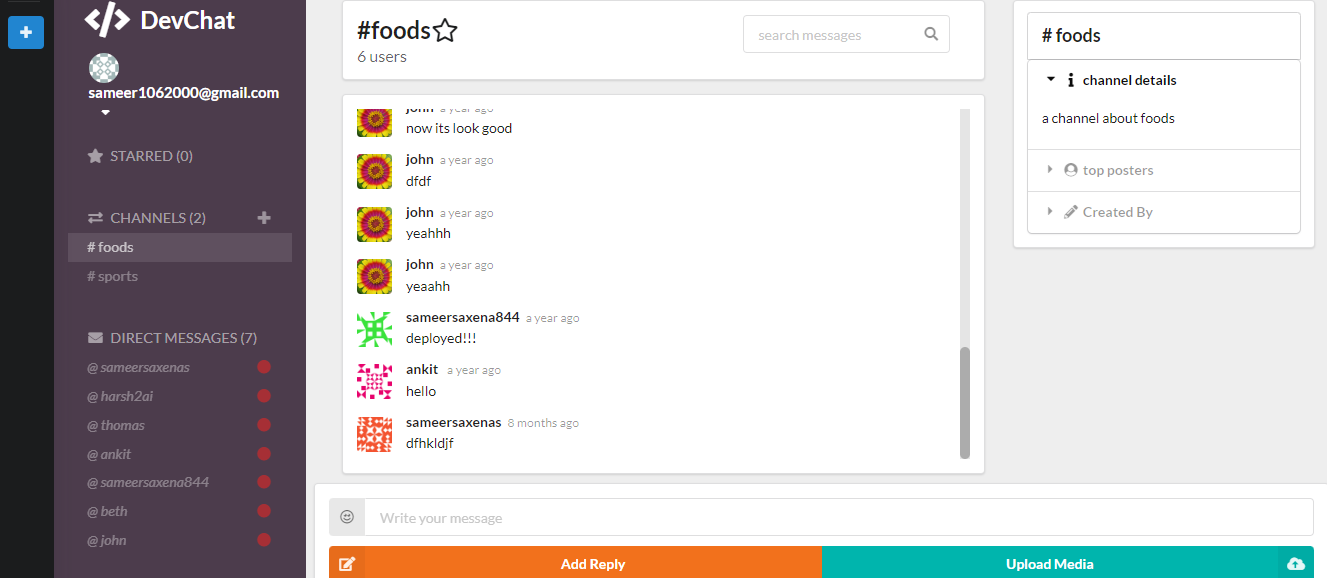 DevChat
sameer1062000@gmail.com
STARRED (0)
CHANNELS (2)
# foods
# sports
DIRECT MESSAGES (7)
@ sameersaxenas
@ harsh2ai
@ thomas
@ ankit
@ sameersaxena844
@ beth
@ john
#foods
6 users
search messages
john a year ago
now its look good
john a year ago
dfdf
john a year ago
yeahhh
john a year ago
yeaahh
sameersaxena844 a year ago
deployed!!!
ankit a year ago
hello
sameersaxenas 8 months ago
dfhkldjf
Write your message
Add Reply
Upload Media
# foods
channel details
a channel about foods
top posters
Created By